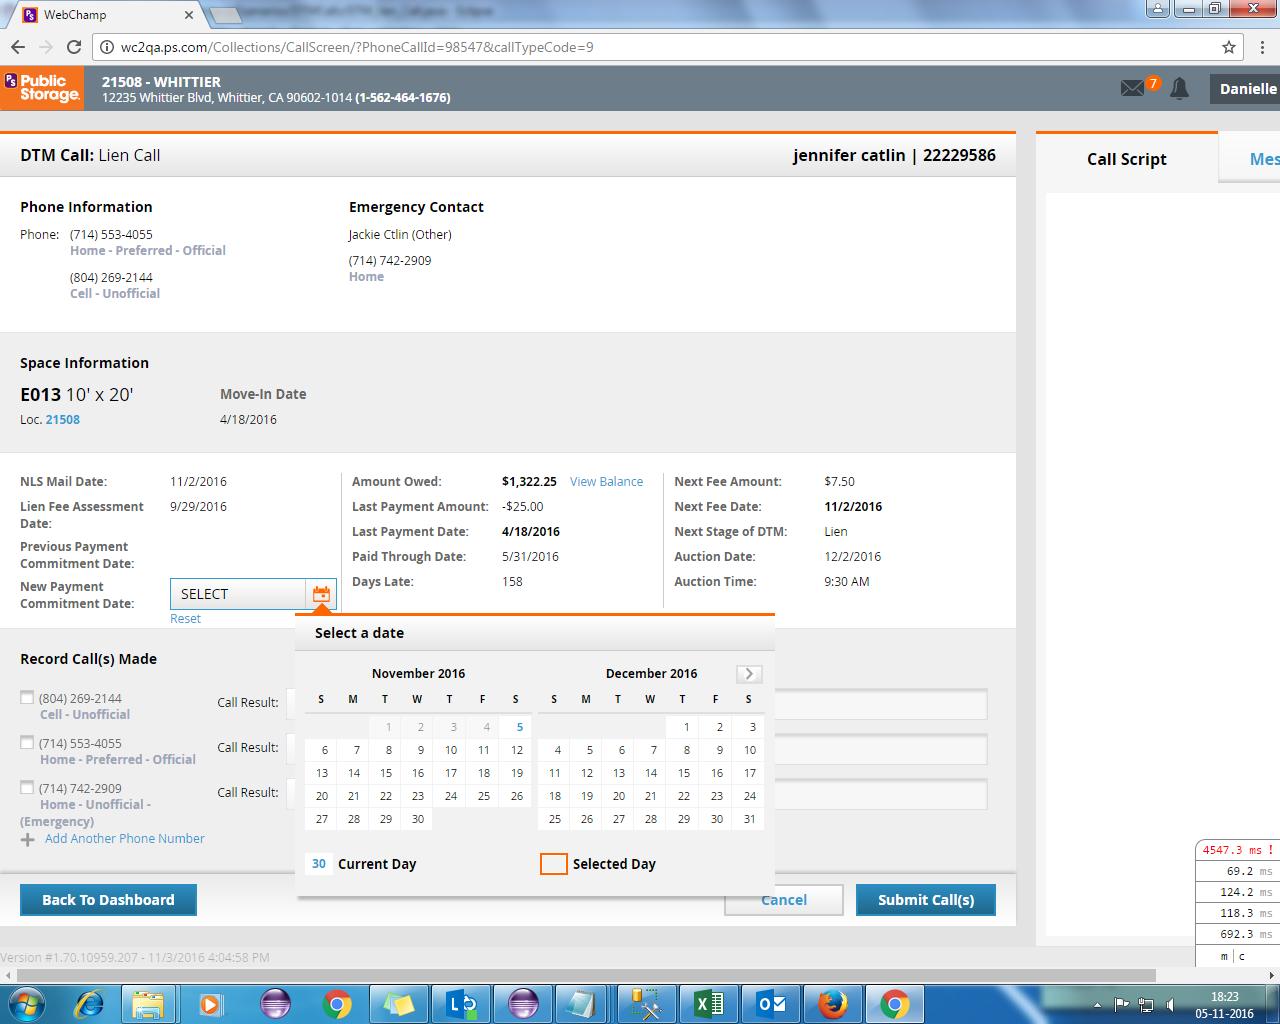 WebChamp
wc2qa.ps.com/Collections/CallScreen/?PhoneCallId=98547&callTypeCode=9
PS Public Storage.
21508 - WHITTIER
12235 Whittier Blvd, Whittier, CA 90602-1014 (1-562-464-1676)
7
Danielle
DTM Call: Lien Call
jennifer catlin | 22229586
Call Script
Mes
Phone Information
Emergency Contact
Phone: (714) 553-4055
Home - Preferred - Official
(804) 269-2144
Cell - Unofficial
Jackie Ctlin (Other)
(714) 742-2909
Home
Space Information
E013 10' x 20'
Loc. 21508
Move-In Date
4/18/2016
NLS Mail Date: 11/2/2016
Lien Fee Assessment Date: 9/29/2016
Previous Payment
Commitment Date:
New Payment
Commitment Date:
SELECT
Reset
Amount Owed: $1,322.25 View Balance
Last Payment Amount: -$25.00
Last Payment Date: 4/18/2016
Paid Through Date: 5/31/2016
Days Late: 158
Next Fee Amount: $7.50
Next Fee Date: 11/2/2016
Next Stage of DTM: Lien
Auction Date: 12/2/2016
Auction Time: 9:30 AM
Select a date
November 2016
S M T W T F S
1 2 3 4 5
6 7 8 9 10 11 12
13 14 15 16 17 18 19
20 21 22 23 24 25 26
27 28 29 30
December 2016
S M T W T F S
1 2 3
4 5 6 7 8 9 10
11 12 13 14 15 16 17
18 19 20 21 22 23 24
25 26 27 28 29 30 31
30 Current Day
Selected Day
Record Call(s) Made
(804) 269-2144
Cell - Unofficial
Call Result:
(714) 553-4055
Home - Preferred - Official
Call Result:
(714) 742-2909
Home - Unofficial -
(Emergency)
Call Result:
Add Another Phone Number
Back To Dashboard
Cancel
Submit Call(s)
4547.3 ms !
69.2 ms
124.2 ms
118.3 ms
692.3 ms
m | c
Version #1.70.10959.207 - 11/3/2016 4:04:58 PM
18:23
05-11-2016